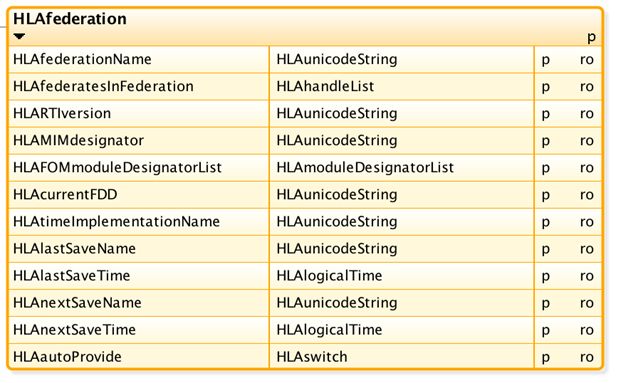 HLAfederation
p
HLAfederationName HLAunicodeString p ro
HLAfederatesInFederation HLAhandleList p ro
HLARTIversion HLAunicodeString p ro
HLAMIMdesignator HLAunicodeString p ro
HLAFOMmoduleDesignatorList HLAmoduleDesignatorList p ro
HLAcurrentFDD HLAunicodeString p ro
HLAtimeImplementationName HLAunicodeString p ro
HLAlastSaveName HLAunicodeString p ro
HLAlastSaveTime HLAlogicalTime p ro
HLAnextSaveName HLAunicodeString p ro
HLAnextSaveTime HLAlogicalTime p ro
HLAautoProvide HLAswitch p ro